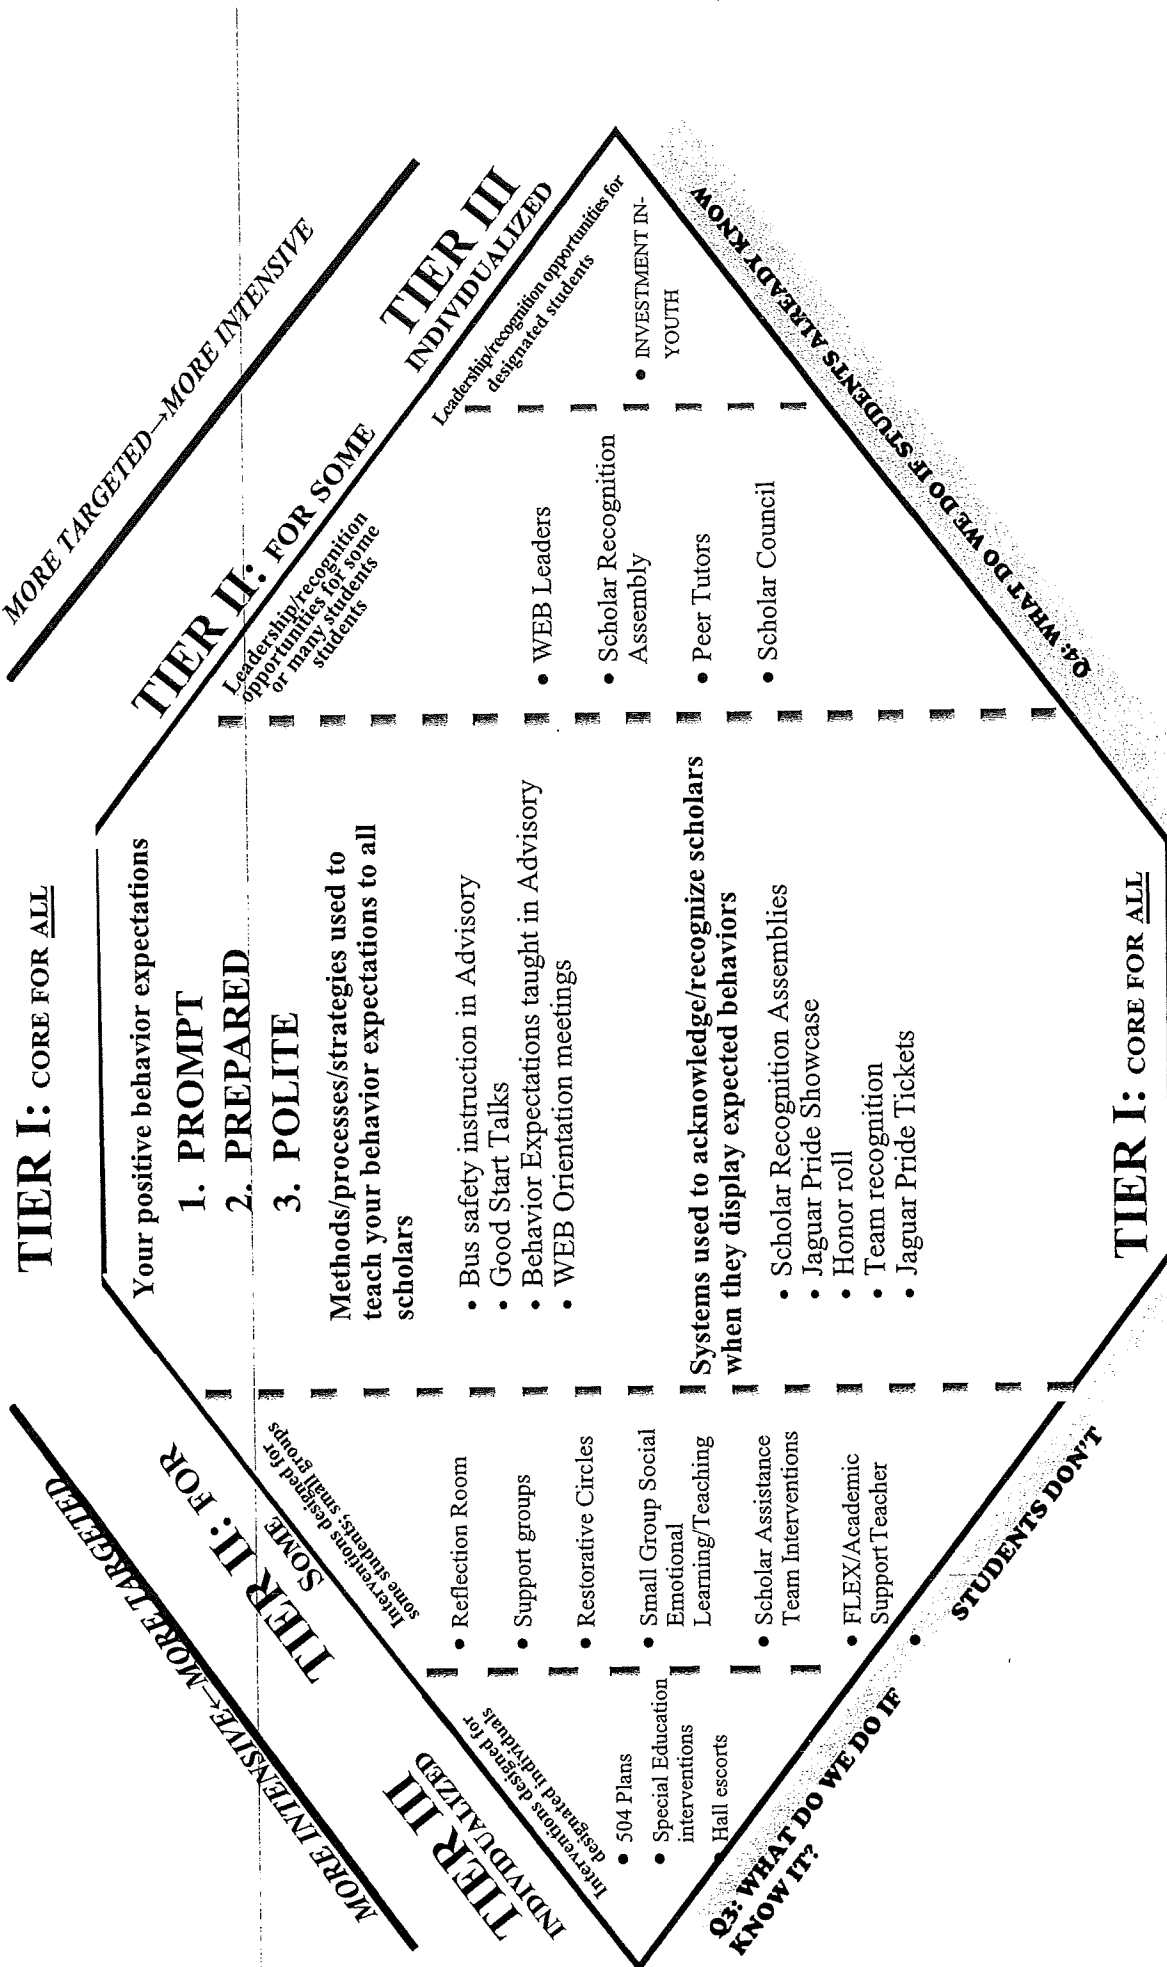 TIER I: CORE FOR ALL
MORE INTENSIVE←MORE TARGETED
MORE TARGETED→MORE INTENSIVE
TIER III
INDIVIDUALIZED
Interventions designed for
designated individuals
• 504 Plans
• Special Education
interventions
• Hall escorts
TIER II: FOR
SOME
Interventions designed for
some students; small groups
• Reflection Room
• Support groups
• Restorative Circles
• Small Group Social
Emotional
Learning/Teaching
• Scholar Assistance
Team Interventions
• FLEX/Academic
Support Teacher
Your positive behavior expectations
1. PROMPT
2. PREPARED
3. POLITE
Methods/processes/strategies used to
teach your behavior expectations to all
scholars
• Bus safety instruction in Advisory
• Good Start Talks
• Behavior Expectations taught in Advisory
• WEB Orientation meetings
Systems used to acknowledge/recognize scholars
when they display expected behaviors
• Scholar Recognition Assemblies
• Jaguar Pride Showcase
• Honor roll
• Team recognition
• Jaguar Pride Tickets
TIER II: FOR SOME
Leadership/recognition
opportunities for some
or many students
students
• WEB Leaders
• Scholar Recognition
Assembly
• Peer Tutors
• Scholar Council
TIER III
INDIVIDUALIZED
Leadership/recognition opportunities for
designated students
• INVESTMENT IN-
YOUTH
Q3: WHAT DO WE DO IF • STUDENTS DON'T
KNOW IT?
TIER I: CORE FOR ALL
Q4: WHAT DO WE DO IF STUDENTS ALREADY KNOW